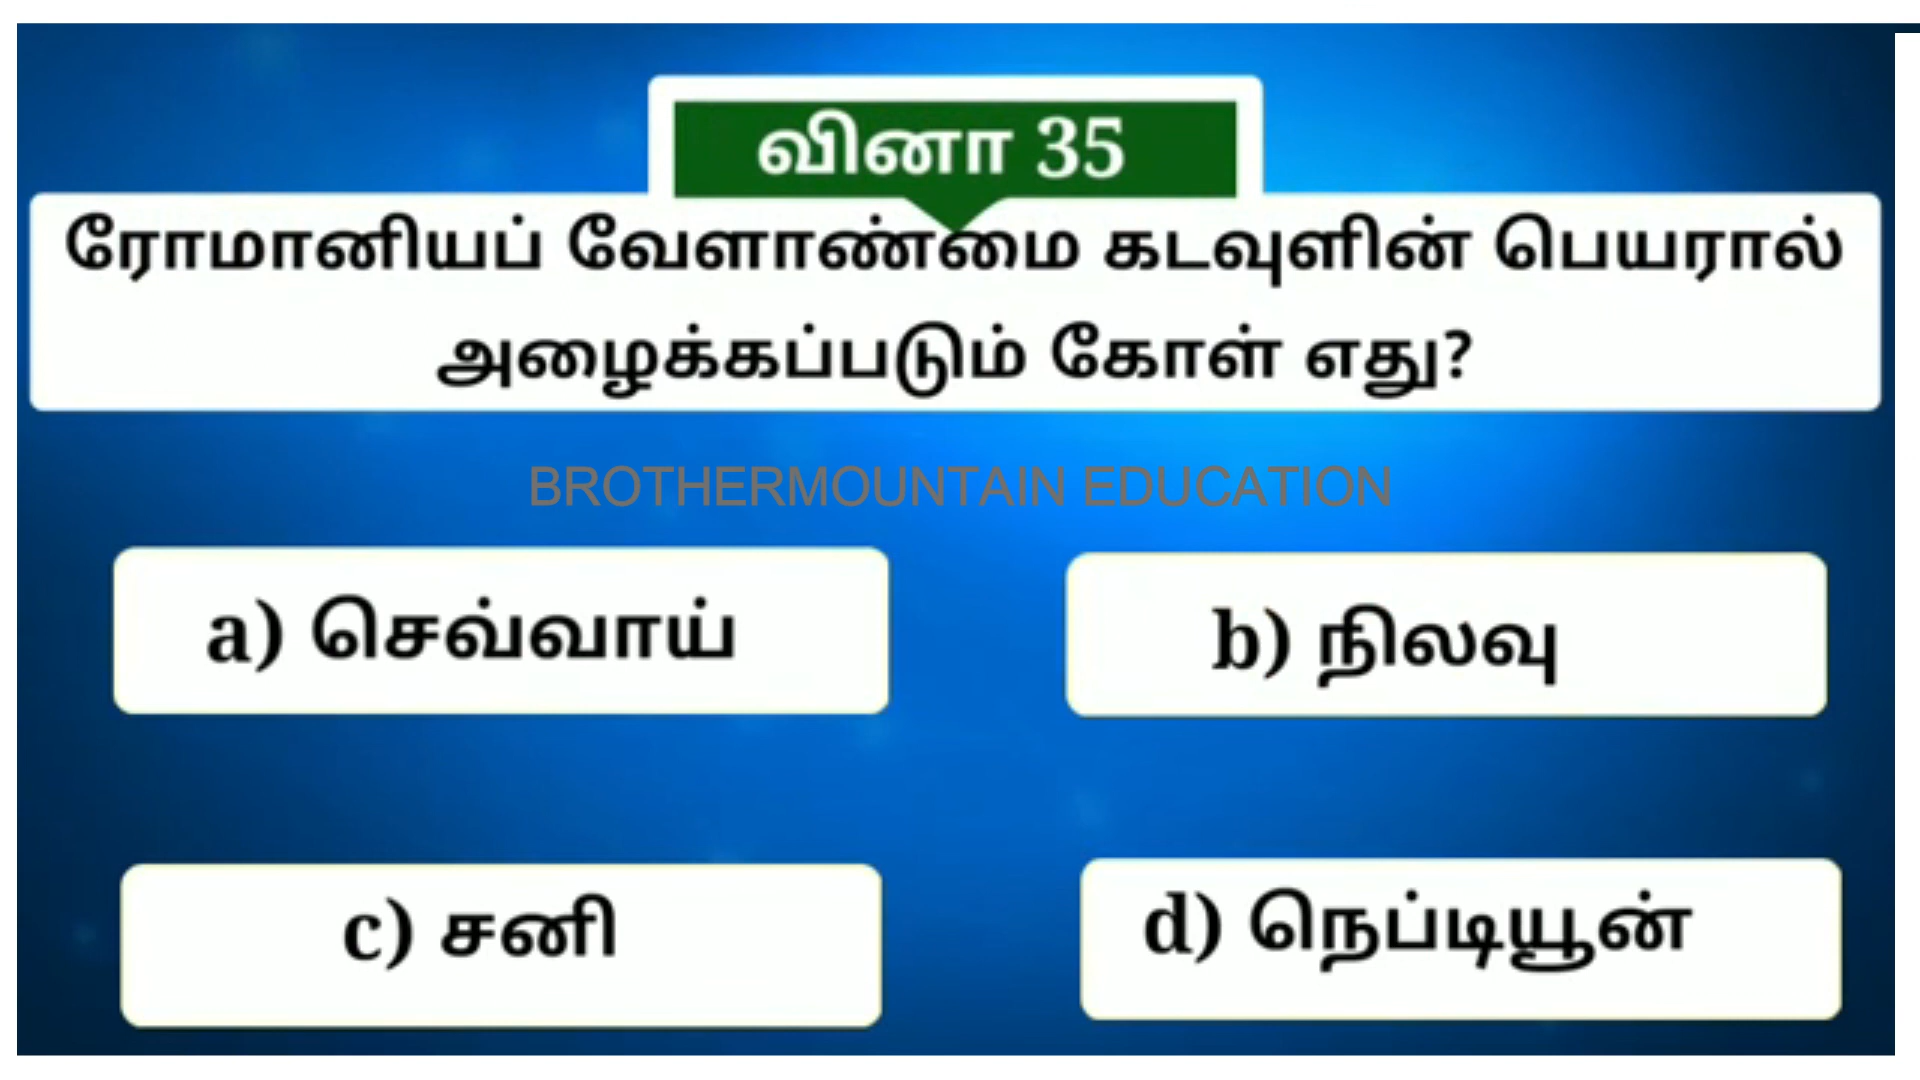 வினா 35
ரோமானியப் வேளாண்மை கடவுளின் பெயரால்
அழைக்கப்படும் கோள் எது?
BROTHERMOUNTAIN EDUCATION
a) செவ்வாய்
b) நிலவு
c) சனி
d) நெப்டியூன்